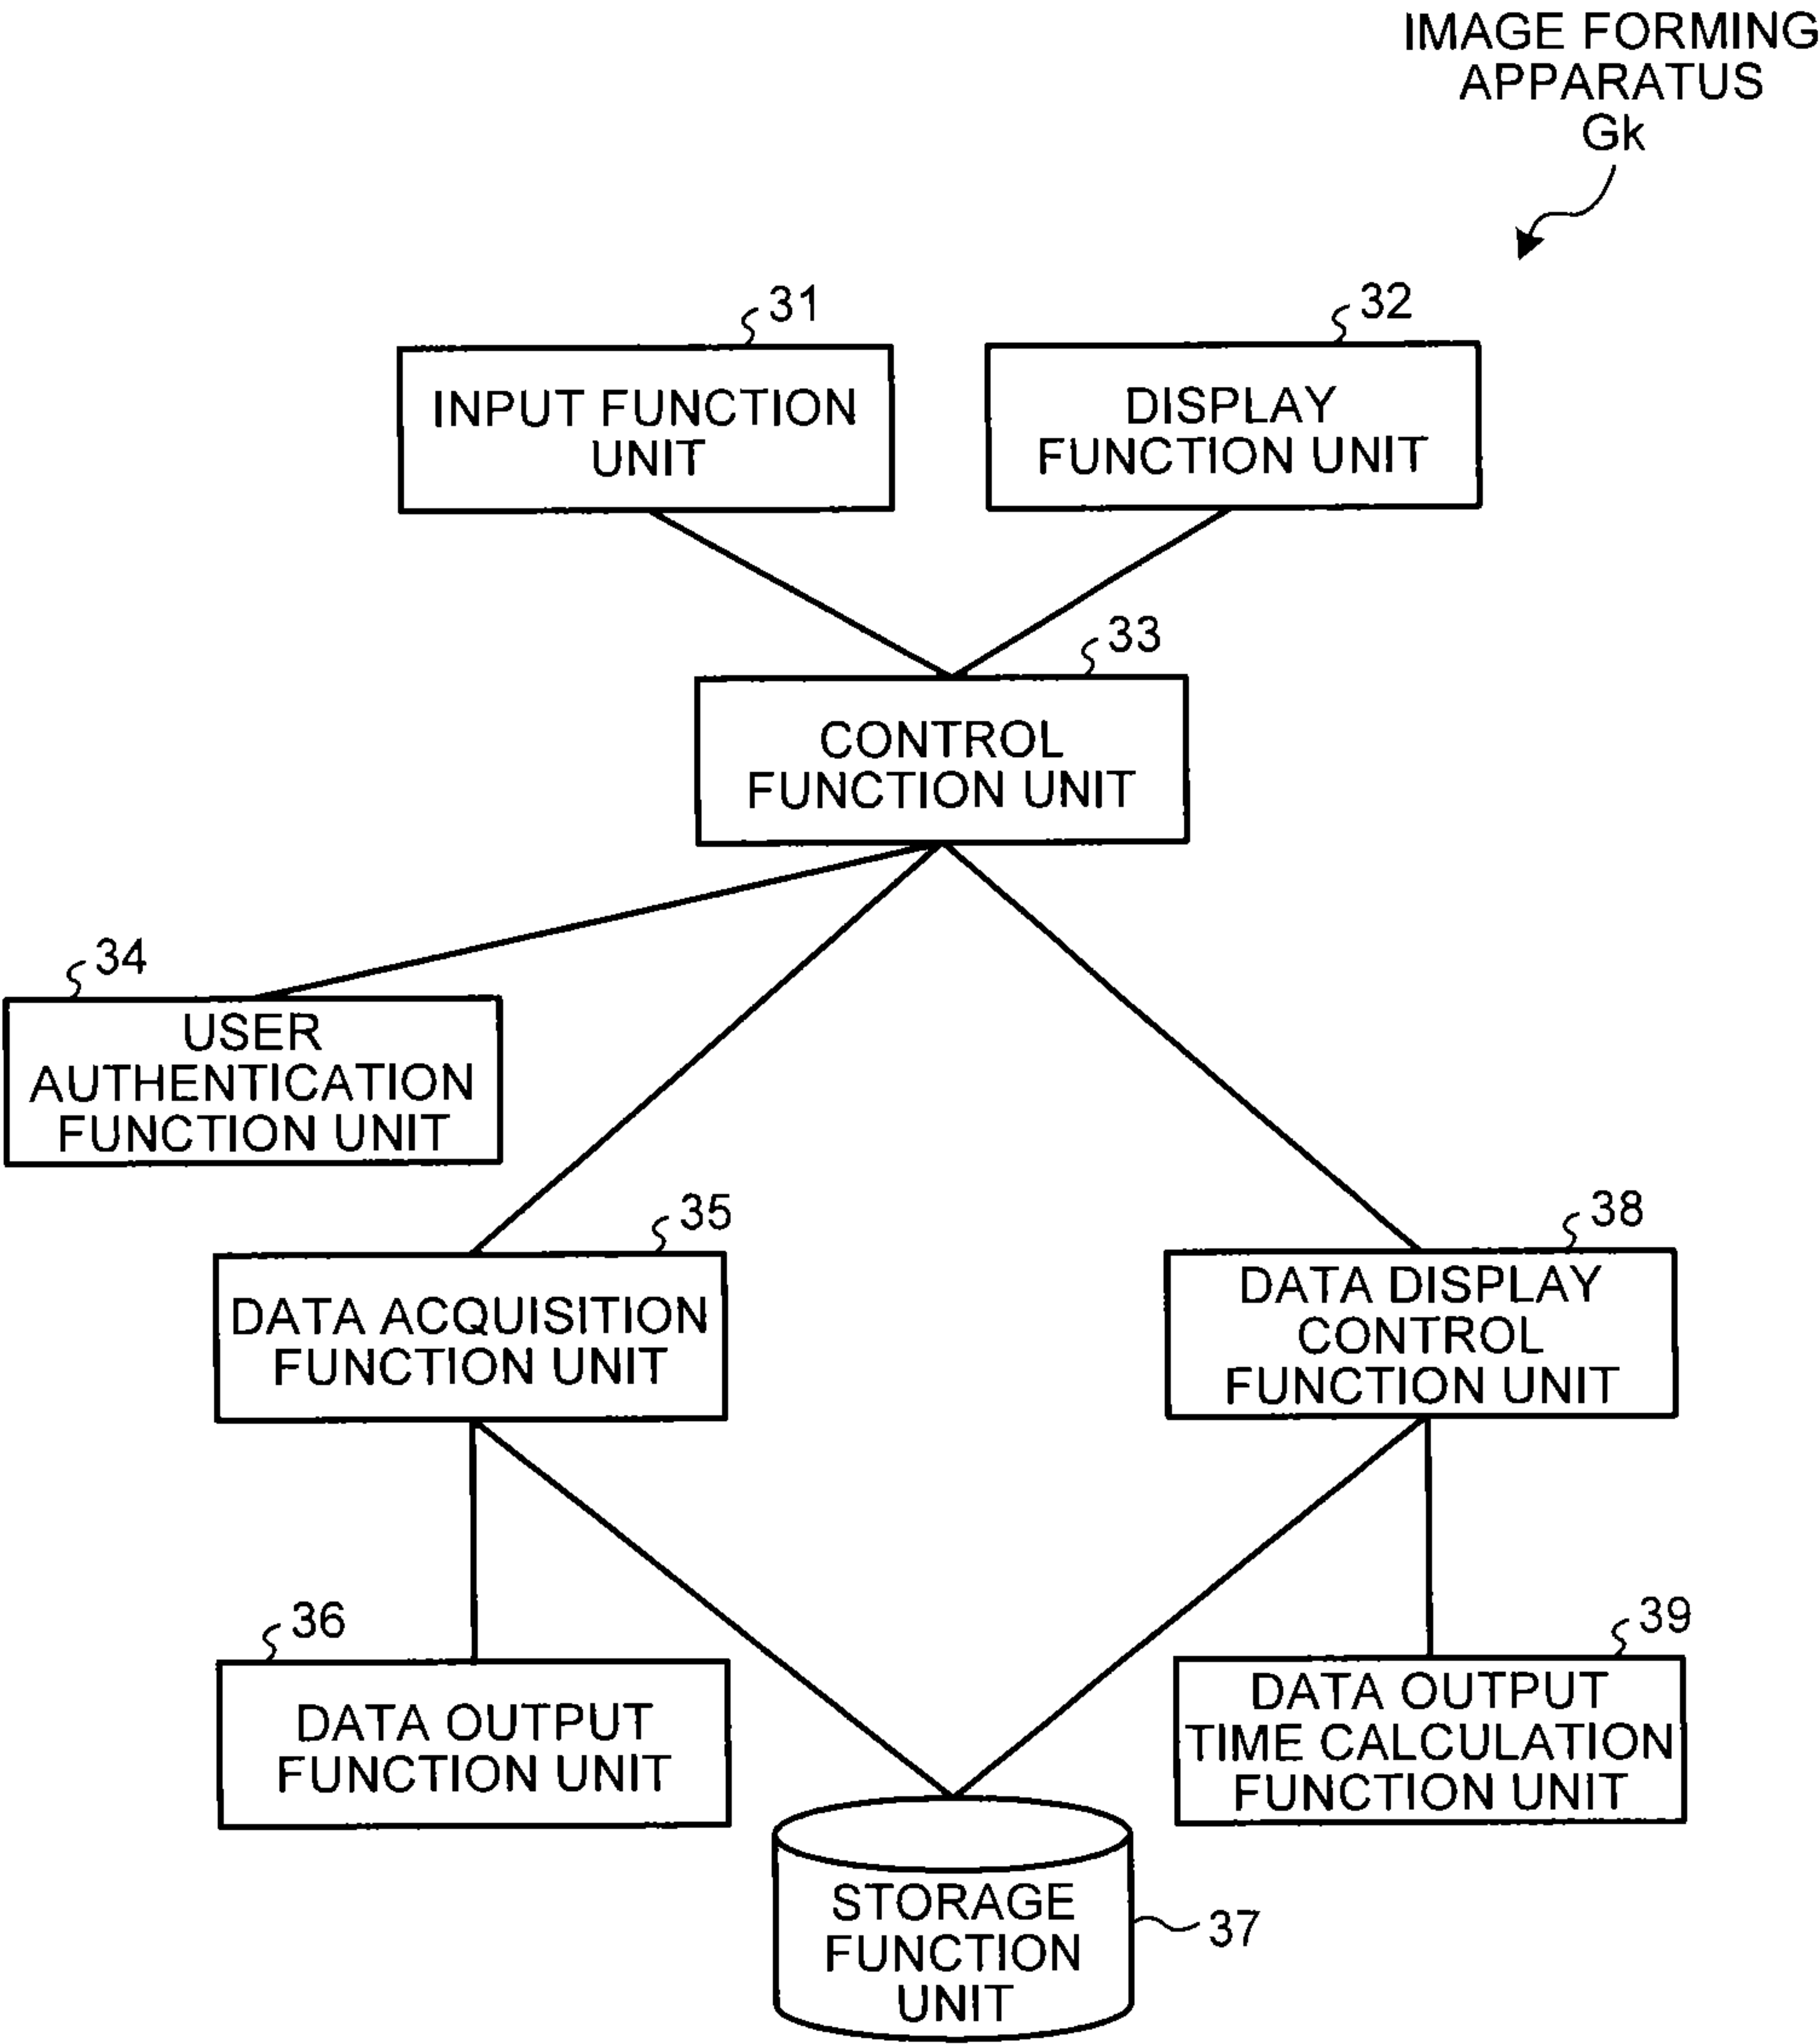 IMAGE FORMING
APPARATUS
Gk
31
INPUT FUNCTION
UNIT
32
DISPLAY
FUNCTION UNIT
33
CONTROL
FUNCTION UNIT
34
USER
AUTHENTICATION
FUNCTION UNIT
35
DATA ACQUISITION
FUNCTION UNIT
38
DATA DISPLAY
CONTROL
FUNCTION UNIT
36
DATA OUTPUT
FUNCTION UNIT
39
DATA OUTPUT
TIME CALCULATION
FUNCTION UNIT
STORAGE
FUNCTION
UNIT
37